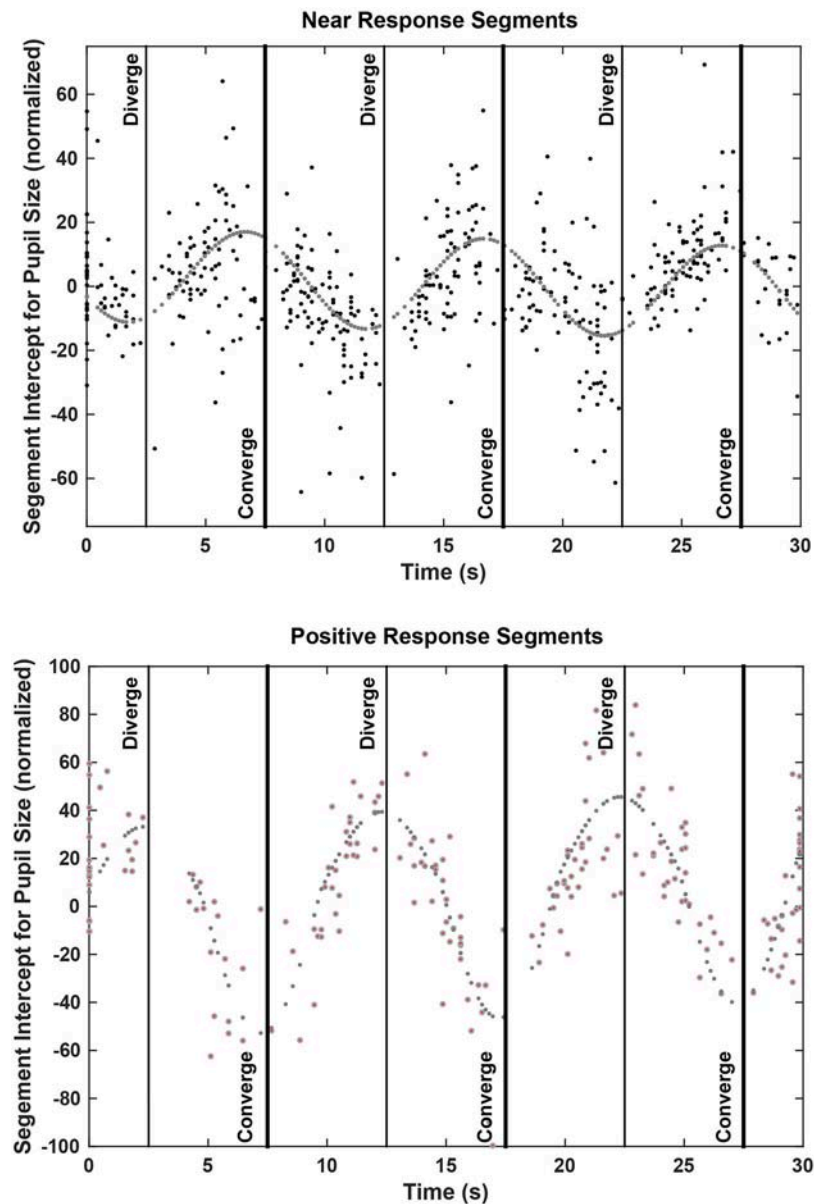 Near Response Segments
Segement Intercept for Pupil Size (normalized)
60
40
20
0
-20
-40
-60
Diverge
Converge
Diverge
Converge
Diverge
Converge
0 5 10 15 20 25 30
Time (s)
Positive Response Segments
Segement Intercept for Pupil Size (normalized)
100
80
60
40
20
0
-20
-40
-60
-80
-100
Diverge
Converge
Diverge
Converge
Diverge
Converge
0 5 10 15 20 25 30
Time (s)